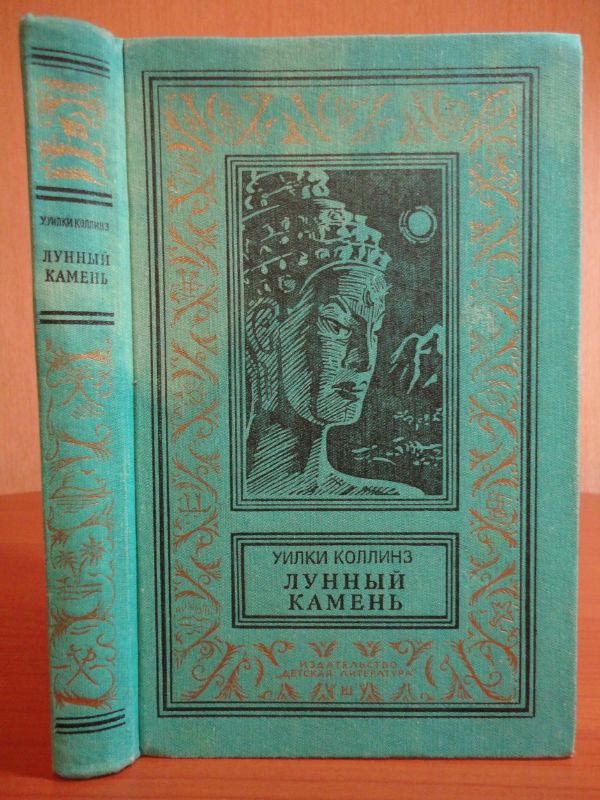 У. УИЛКИ КОЛЛИНЗ
ЛУННЫЙ
КАМЕНЬ
УИЛКИ КОЛЛИНЗ
ЛУННЫЙ
КАМЕНЬ
ИЗДАТЕЛЬСТВО
ДЕТСКАЯ ЛИТЕРАТУРА